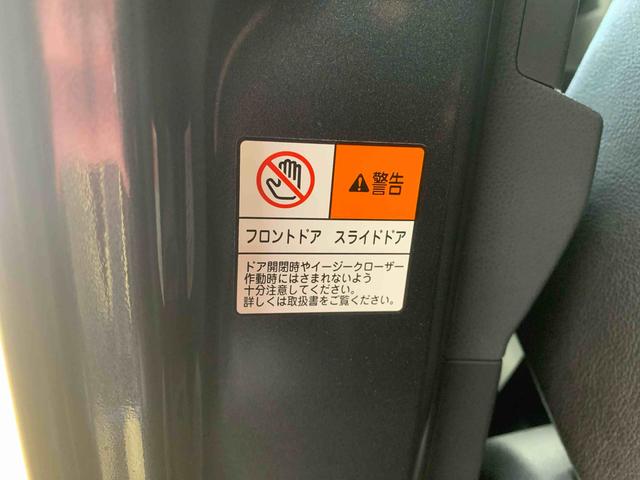 警告
フロントドア スライドドア
ドア開閉時やイージークローザー
作動時にはさまれないよう
十分注意してください。
詳しくは取扱書をご覧ください。